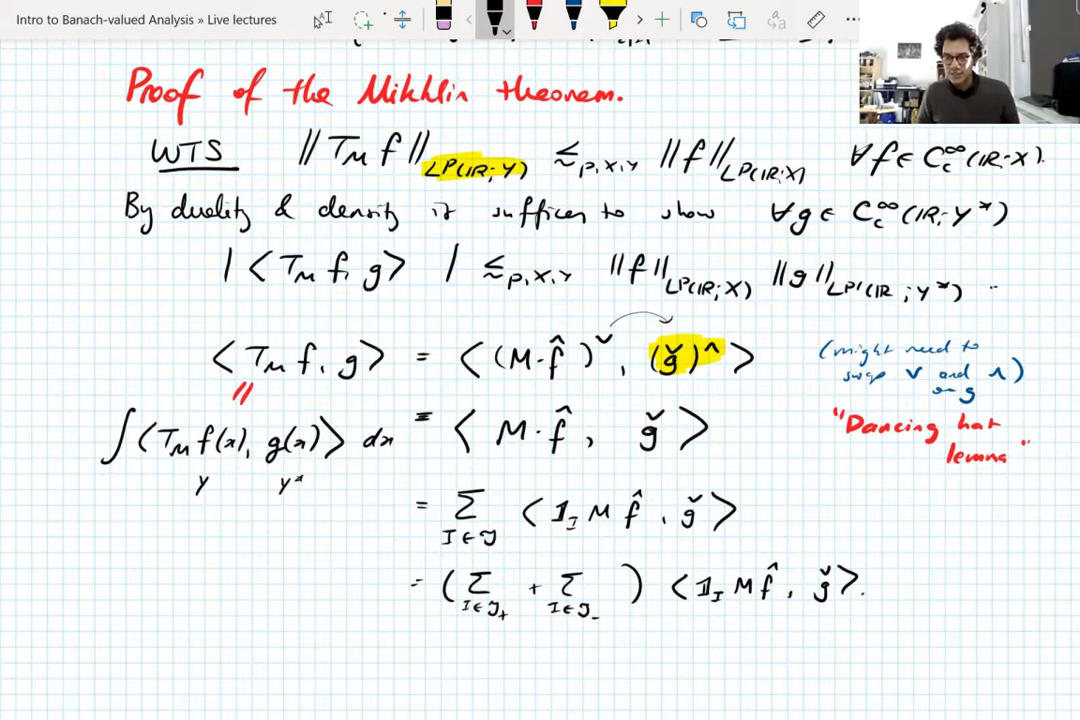 Intro to Banach-valued Analysis » Live lectures
Proof of the Mikhlin theorem.
WTS ‖T_M f‖_{L^p(ℝ;Y)} ≲_{p,X,Y} ‖f‖_{L^p(ℝ;X)} ∀f ∈ C_c^∞(ℝ;X).
By duality & density it suffices to show ∀g ∈ C_c^∞(ℝ;Y*)
|<T_M f, g>| ≲_{p,X,Y} ‖f‖_{L^p(ℝ;X)} ‖g‖_{L^{p'}(ℝ;Y*)} ..
<T_M f, g> = <(M·f̂)^∨, (ǧ)^∧>
(might need to
swap ∨ and ∧)
on g
||
∫<T_M f(x), g(x)> dx = <M·f̂, ǧ>
Y Y*
"Dancing hat
lemma"
= Σ_{I∈𝓘} <𝟙_I M f̂, ǧ>
= (Σ_{I∈𝓘_+} + Σ_{I∈𝓘_-}) <𝟙_I M f̂, ǧ>.